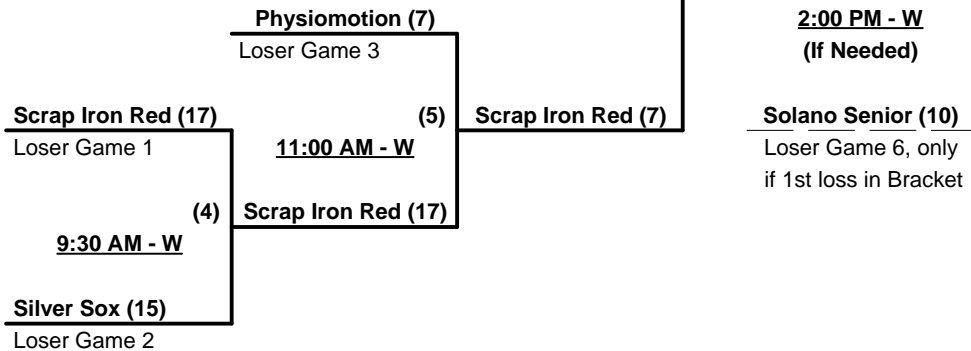 Physiomotion (7)
2:00 PM - W
Loser Game 3
(If Needed)
Scrap Iron Red (17)
(5)
Scrap Iron Red (7)
Solano Senior (10)
Loser Game 1
11:00 AM - W
Loser Game 6, only
if 1st loss in Bracket
(4)
Scrap Iron Red (17)
9:30 AM - W
Silver Sox (15)
Loser Game 2